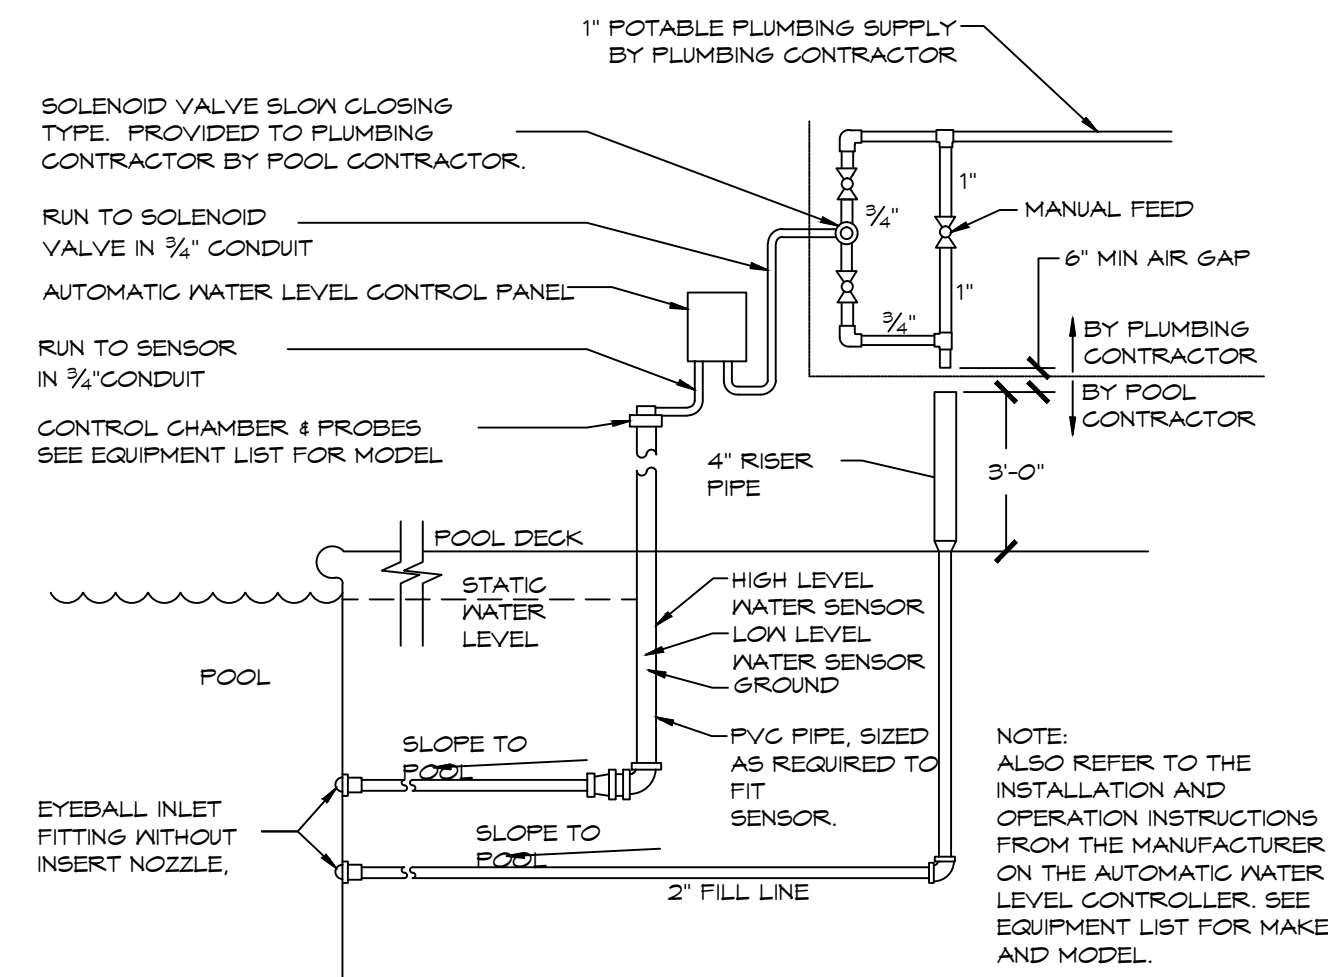 1" POTABLE PLUMBING SUPPLY
BY PLUMBING CONTRACTOR
SOLENOID VALVE SLOW CLOSING
TYPE. PROVIDED TO PLUMBING
CONTRACTOR BY POOL CONTRACTOR.
RUN TO SOLENOID
VALVE IN 3/4" CONDUIT
AUTOMATIC WATER LEVEL CONTROL PANEL
RUN TO SENSOR
IN 3/4"CONDUIT
CONTROL CHAMBER & PROBES
SEE EQUIPMENT LIST FOR MODEL
1"
3/4"
MANUAL FEED
6" MIN AIR GAP
1"
3/4"
BY PLUMBING
CONTRACTOR
BY POOL
CONTRACTOR
4" RISER
PIPE
3'-0"
POOL DECK
STATIC
WATER
LEVEL
HIGH LEVEL
WATER SENSOR
LOW LEVEL
WATER SENSOR
GROUND
POOL
PVC PIPE, SIZED
AS REQUIRED TO
FIT
SENSOR.
SLOPE TO
POOL
EYEBALL INLET
FITTING WITHOUT
INSERT NOZZLE,
SLOPE TO
POOL
2" FILL LINE
NOTE:
ALSO REFER TO THE
INSTALLATION AND
OPERATION INSTRUCTIONS
FROM THE MANUFACTURER
ON THE AUTOMATIC WATER
LEVEL CONTROLLER. SEE
EQUIPMENT LIST FOR MAKE
AND MODEL.